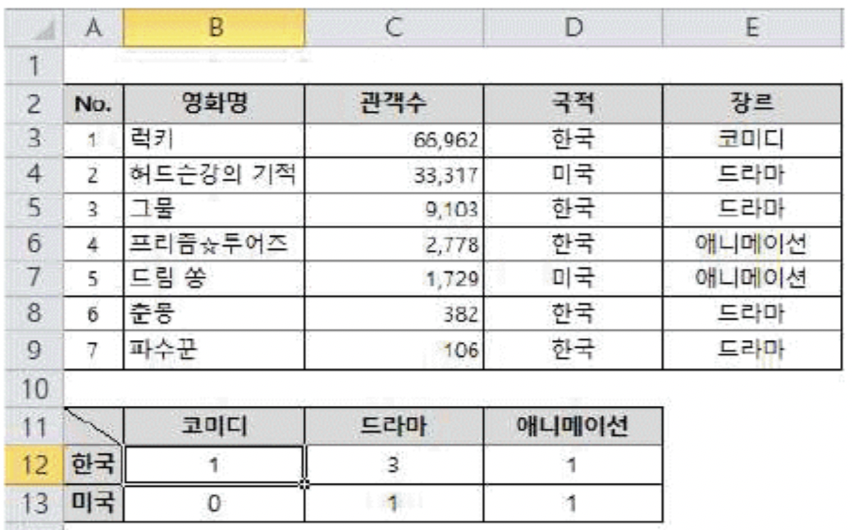 A B C D E
1
2 No. 영화명 관객수 국적 장르
3 1 럭키 66,962 한국 코미디
4 2 허드슨강의 기적 33,317 미국 드라마
5 3 그물 9,103 한국 드라마
6 4 프리즘☆투어즈 2,778 한국 애니메이션
7 5 드림 쏭 1,729 미국 애니메이션
8 6 춘몽 382 한국 드라마
9 7 파수꾼 106 한국 드라마
10
11 코미디 드라마 애니메이션
12 한국 1 3 1
13 미국 0 1 1